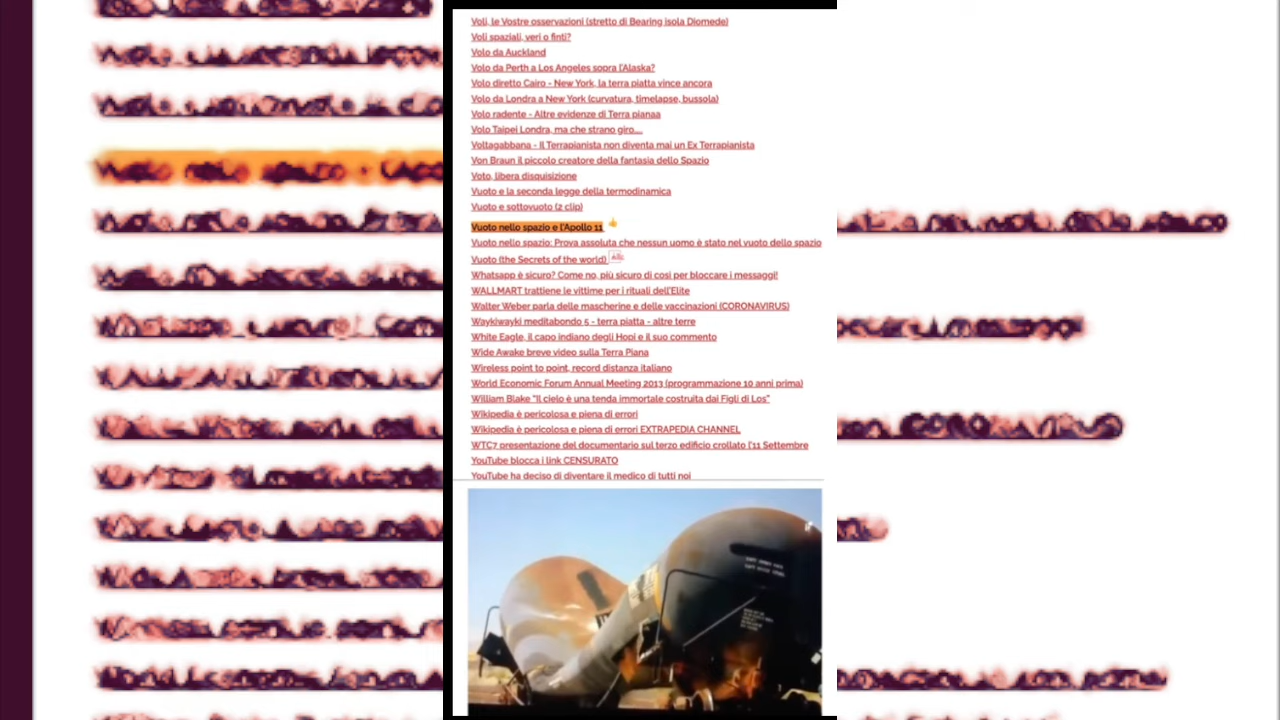 Voli, le Vostre osservazioni (stretto di Bearing isola Diomede)
Voli spaziali, veri o finti?
Volo da Auckland
Volo da Perth a Los Angeles sopra l'Alaska?
Volo diretto Cairo - New York, la terra piatta vince ancora
Volo da Londra a New York (curvatura, timelapse, bussola)
Volo radente - Altre evidenze di Terra pianaa
Volo Taipei Londra, ma che strano giro....
Voltagabbana - Il Terrapianista non diventa mai un Ex Terrapianista
Von Braun il piccolo creatore della fantasia dello Spazio
Voto, libera disquisizione
Vuoto e la seconda legge della termodinamica
Vuoto e sottovuoto (2 clip)
Vuoto nello spazio e l'Apollo 11
Vuoto nello spazio: Prova assoluta che nessun uomo è stato nel vuoto dello spazio
Vuoto (the Secrets of the world)
Whatsapp è sicuro? Come no, più sicuro di così per bloccare i messaggi!
WALLMART trattiene le vittime per i rituali dell'Elite
Walter Weber parla delle mascherine e delle vaccinazioni (CORONAVIRUS)
Waykiwayki meditabondo 5 - terra piatta - altre terre
White Eagle, il capo indiano degli Hopi e il suo commento
Wide Awake breve video sulla Terra Piana
Wireless point to point, record distanza italiano
World Economic Forum Annual Meeting 2013 (programmazione 10 anni prima)
William Blake "Il cielo è una tenda immortale costruita dai Figli di Los"
Wikipedia è pericolosa e piena di errori
Wikipedia è pericolosa e piena di errori EXTRAPEDIA CHANNEL
WTC7 presentazione del documentario sul terzo edificio crollato l'11 Settembre
YouTube blocca i link CENSURATO
YouTube ha deciso di diventare il medico di tutti noi